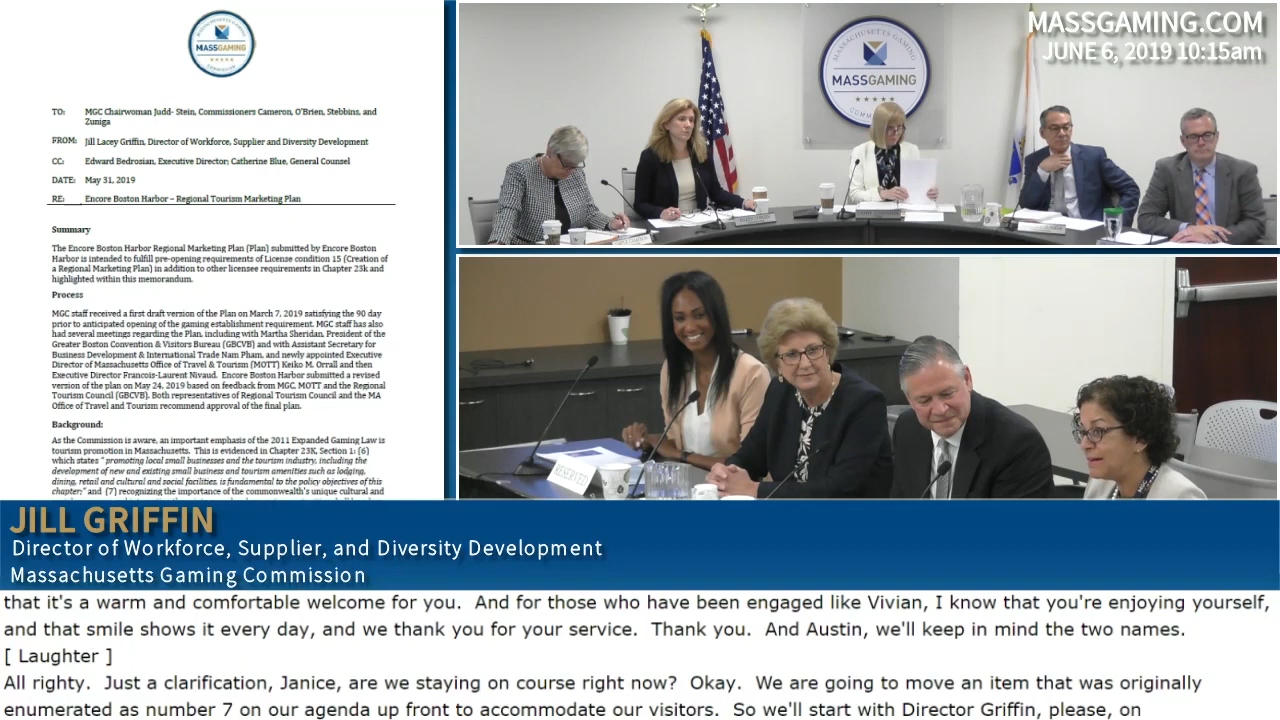 MASSACHUSETTS GAMING
MASSGAMING
COMMISSION
TO: MGC Chairwoman Judd- Stein, Commissioners Cameron, O'Brien, Stebbins, and
Zuniga
FROM: Jill Lacey Griffin, Director of Workforce, Supplier and Diversity Development
CC: Edward Bedrosian, Executive Director; Catherine Blue, General Counsel
DATE: May 31, 2019
RE: Encore Boston Harbor – Regional Tourism Marketing Plan
Summary
The Encore Boston Harbor Regional Marketing Plan (Plan) submitted by Encore Boston
Harbor is intended to fulfill pre-opening requirements of License condition 15 (Creation of
a Regional Marketing Plan) in addition to other licensee requirements in Chapter 23k and
highlighted within this memorandum.
Process
MGC staff received a first draft version of the Plan on March 7, 2019 satisfying the 90 day
prior to anticipated opening of the gaming establishment requirement. MGC staff has also
had several meetings regarding the Plan, including with Martha Sheridan, President of the
Greater Boston Convention & Visitors Bureau (GBCVB) and with Assistant Secretary for
Business Development & International Trade Nam Pham, and newly appointed Executive
Director of Massachusetts Office of Travel & Tourism (MOTT) Keiko M. Orrall and then
Executive Director Francois-Laurent Nivaud. Encore Boston Harbor submitted a revised
version of the plan on May 24, 2019 based on feedback from MGC, MOTT and the Regional
Tourism Council (GBCVB). Both representatives of Regional Tourism Council and the MA
Office of Travel and Tourism recommend approval of the final plan.
Background:
As the Commission is aware, an important emphasis of the 2011 Expanded Gaming Law is
tourism promotion in Massachusetts. This is evidenced in Chapter 23K, Section 1: (6)
which states " promoting local small businesses and the tourism industry, including the
development of new and existing small business and tourism amenities such as lodging,
dining, retail and cultural and social facilities, is fundamental to the policy objectives of this
chapter;" and (7) recognizing the importance of the commonwealth's unique cultural and
MASSGAMING.COM
JUNE 6, 2019 10:15am
MASSACHUSETTS GAMING
MASSGAMING
RESERVED
JILL GRIFFIN
Director of Workforce, Supplier, and Diversity Development
Massachusetts Gaming Commission
that it's a warm and comfortable welcome for you. And for those who have been engaged like Vivian, I know that you're enjoying yourself,
and that smile shows it every day, and we thank you for your service. Thank you. And Austin, we'll keep in mind the two names.
[ Laughter ]
All righty. Just a clarification, Janice, are we staying on course right now? Okay. We are going to move an item that was originally
enumerated as number 7 on our agenda up front to accommodate our visitors. So we'll start with Director Griffin, please, on